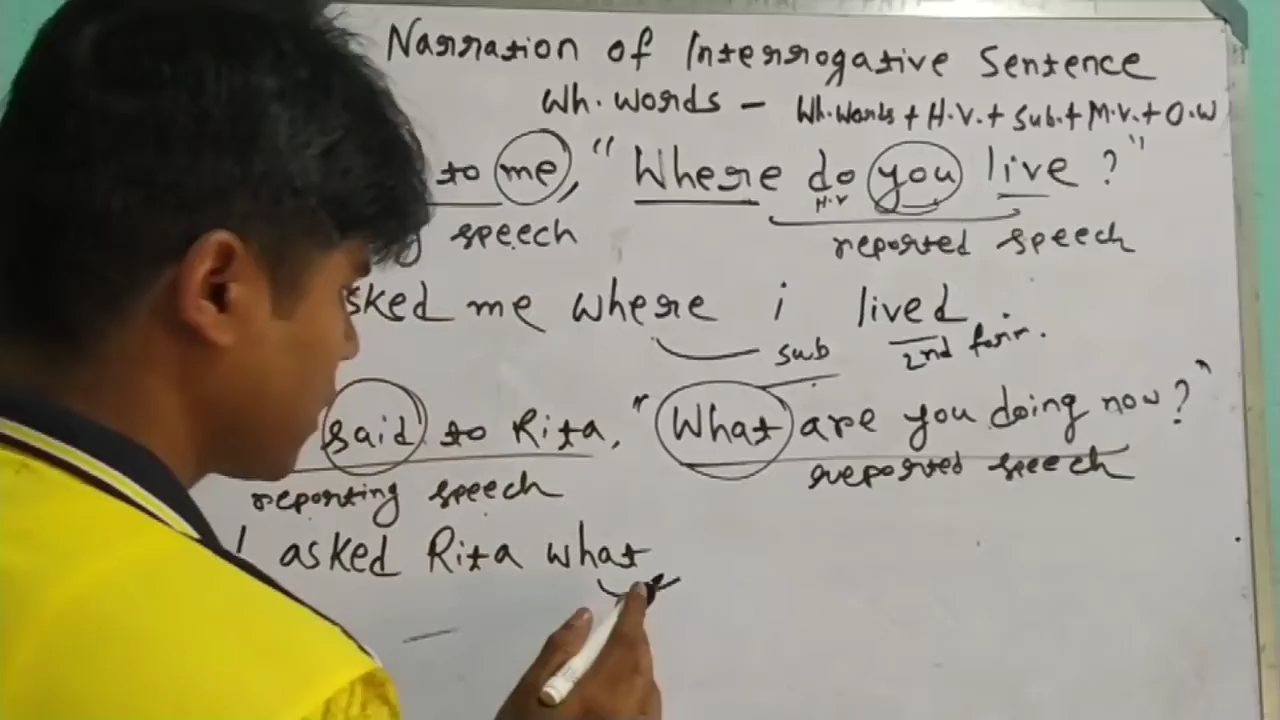 Narration of Interrogative Sentence
Wh. words - Wh. words + H.V. + Sub. + M.V. + O.W
to me, "Where do you live ?"
H.V
speech reported speech
asked me where i lived
sub 2nd form.
said to Rita, "What are you doing now ?"
reporting speech reported speech
I asked Rita what